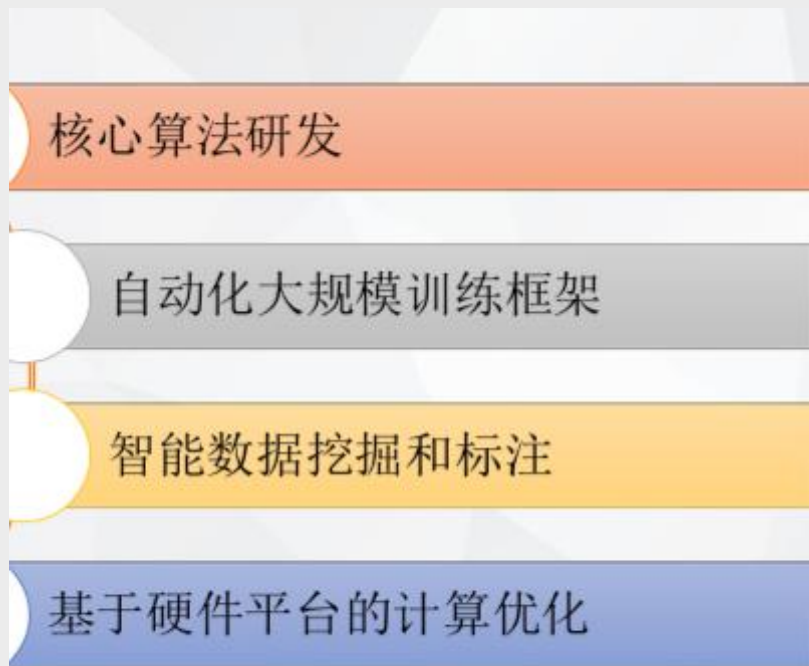 核心算法研发
自动化大规模训练框架
智能数据挖掘和标注
基于硬件平台的计算优化